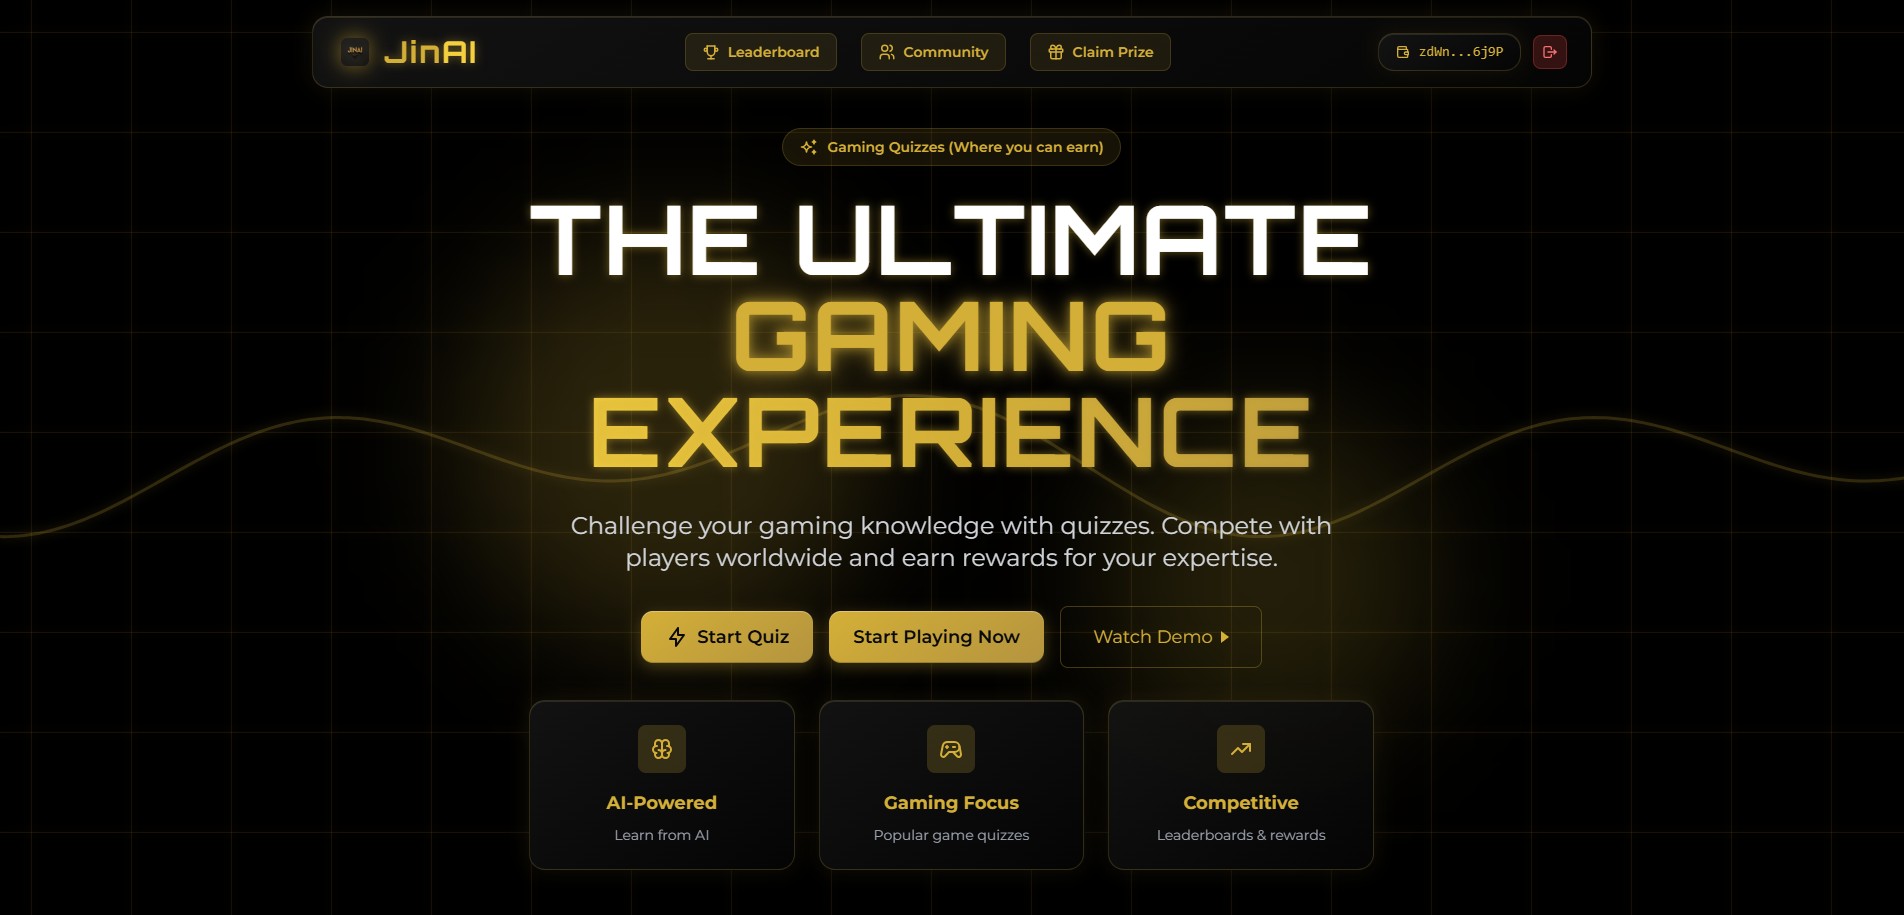 JINAI
JinAI
Leaderboard
Community
Claim Prize
zdWn...6j9P
Gaming Quizzes (Where you can earn)
THE ULTIMATE
GAMING
EXPERIENCE
Challenge your gaming knowledge with quizzes. Compete with
players worldwide and earn rewards for your expertise.
Start Quiz
Start Playing Now
Watch Demo
AI-Powered
Learn from AI
Gaming Focus
Popular game quizzes
Competitive
Leaderboards & rewards